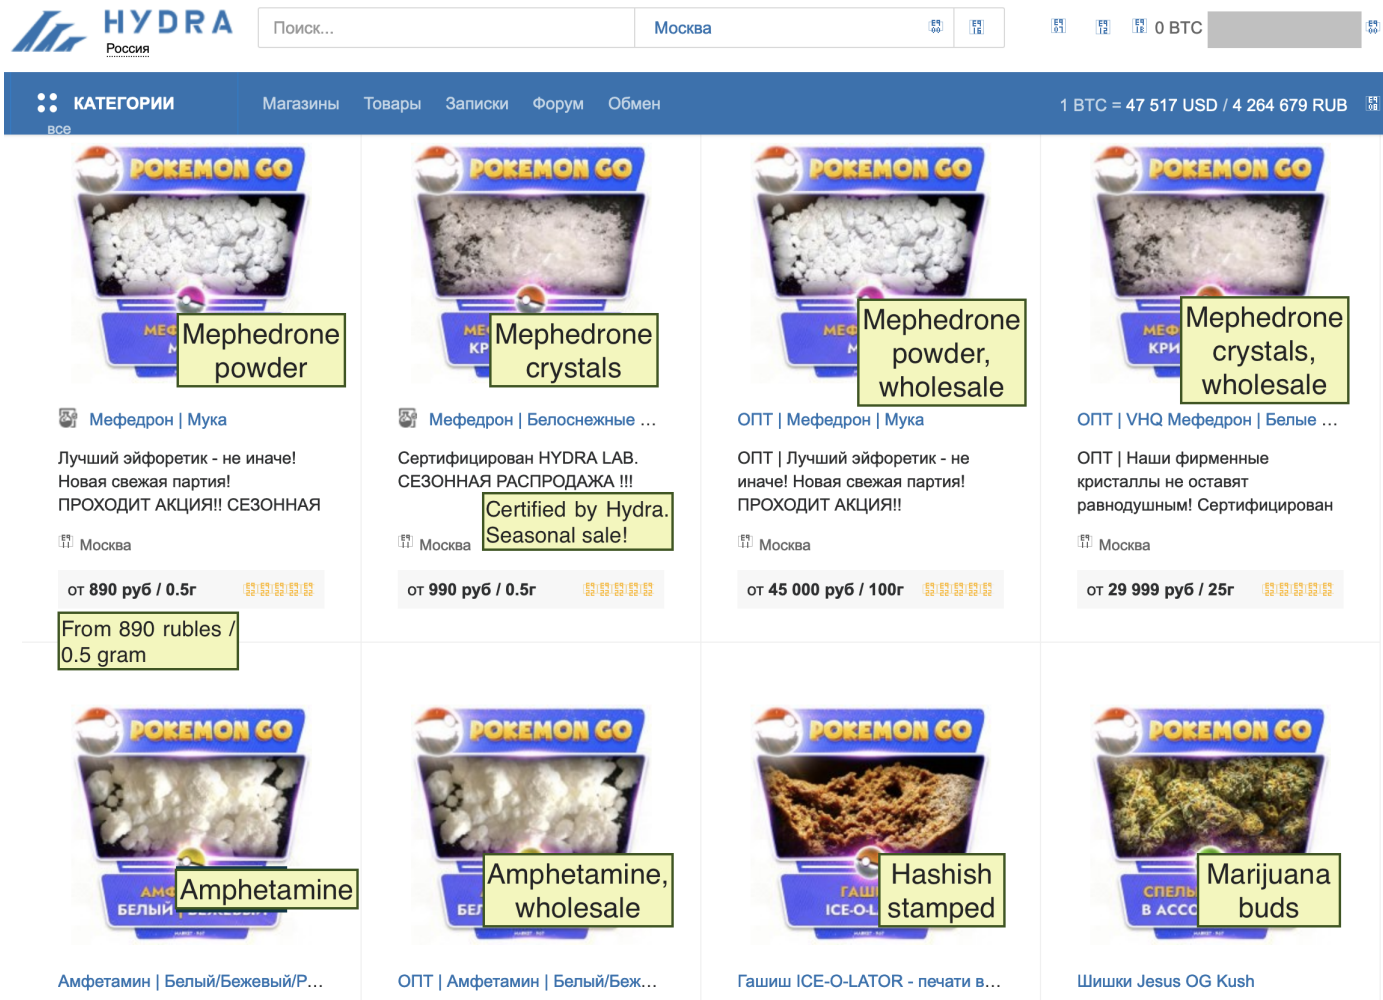 HYDRA
Россия
Поиск...
Москва
0 BTC
КАТЕГОРИИ
все
Магазины
Товары
Записки
Форум
Обмен
1 BTC = 47 517 USD / 4 264 679 RUB
POKEMON GO
POKEMON GO
POKEMON GO
POKEMON GO
Mephedrone
powder
Mephedrone
crystals
Mephedrone
powder,
wholesale
Mephedrone
crystals,
wholesale
Мефедрон | Мука
Лучший эйфоретик - не иначе!
Новая свежая партия!
ПРОХОДИТ АКЦИЯ!! СЕЗОННАЯ
Москва
от 890 руб / 0.5г
From 890 rubles /
0.5 gram
Мефедрон | Белоснежные ...
Сертифицирован HYDRA LAB.
СЕЗОННАЯ РАСПРОДАЖА !!!
Certified by Hydra.
Seasonal sale!
Москва
от 990 руб / 0.5г
ОПТ | Мефедрон | Мука
ОПТ | Лучший эйфоретик - не
иначе! Новая свежая партия!
ПРОХОДИТ АКЦИЯ!!
Москва
от 45 000 руб / 100г
ОПТ | VHQ Мефедрон | Белые ...
ОПТ | Наши фирменные
кристаллы не оставят
равнодушным! Сертифицирован
Москва
от 29 999 руб / 25г
POKEMON GO
POKEMON GO
POKEMON GO
POKEMON GO
Amphetamine
БЕЛЫЙ
Amphetamine,
wholesale
Hashish
stamped
Marijuana
buds
В АССО
Амфетамин | Белый/Бежевый/Р...
ОПТ | Амфетамин | Белый/Беж...
Гашиш ICE-O-LATOR - печати в...
Шишки Jesus OG Kush